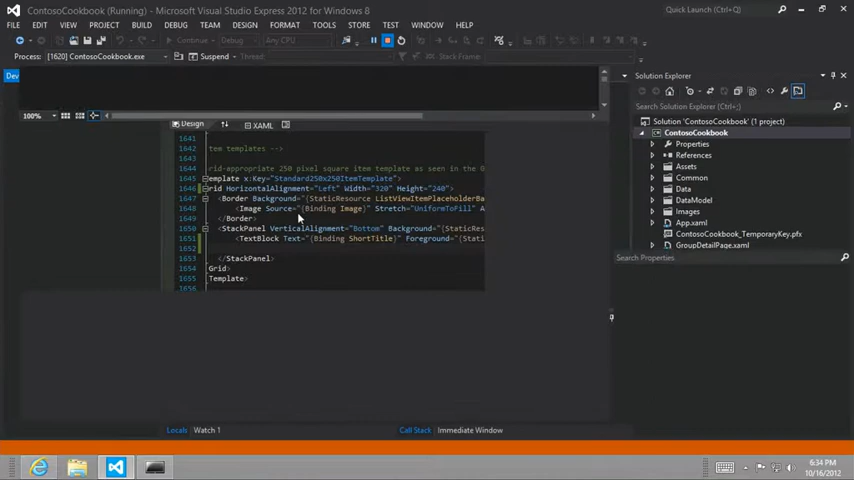 ContosoCookbook (Running) - Microsoft Visual Studio Express 2012 for Windows 8
Quick Launch (Ctrl+Q)
FILE EDIT VIEW PROJECT BUILD DEBUG TEAM DESIGN FORMAT TOOLS STORE TEST WINDOW HELP
Continue Debug Any CPU
Process: [1620] ContosoCookbook.exe Suspend Thread: Stack Frame:
Dev
Solution Explorer
Search Solution Explorer (Ctrl+;)
Solution 'ContosoCookbook' (1 project)
ContosoCookbook
Properties
References
Assets
Common
Data
DataModel
Images
App.xaml
ContosoCookbook_TemporaryKey.pfx
GroupDetailPage.xaml
Search Properties (Ctrl+;)
100%
Design XAML
1641
1642 tem templates -->
1643
1644 rid-appropriate 250 pixel square item template as seen in the G
1645 emplate x:Key="Standard250x250ItemTemplate">
1646 rid HorizontalAlignment="Left" Width="320" Height="240">
1647 <Border Background="{StaticResource ListViewItemPlaceholderBa
1648 <Image Source="{Binding Image}" Stretch="UniformToFill" A
1649 </Border>
1650 <StackPanel VerticalAlignment="Bottom" Background="{StaticRes
1651 <TextBlock Text="{Binding ShortTitle}" Foreground="{Stati
1652
1653 </StackPanel>
1654 Grid>
1655 Template>
1656
Locals Watch 1 Call Stack Immediate Window
6:34 PM
10/16/2012